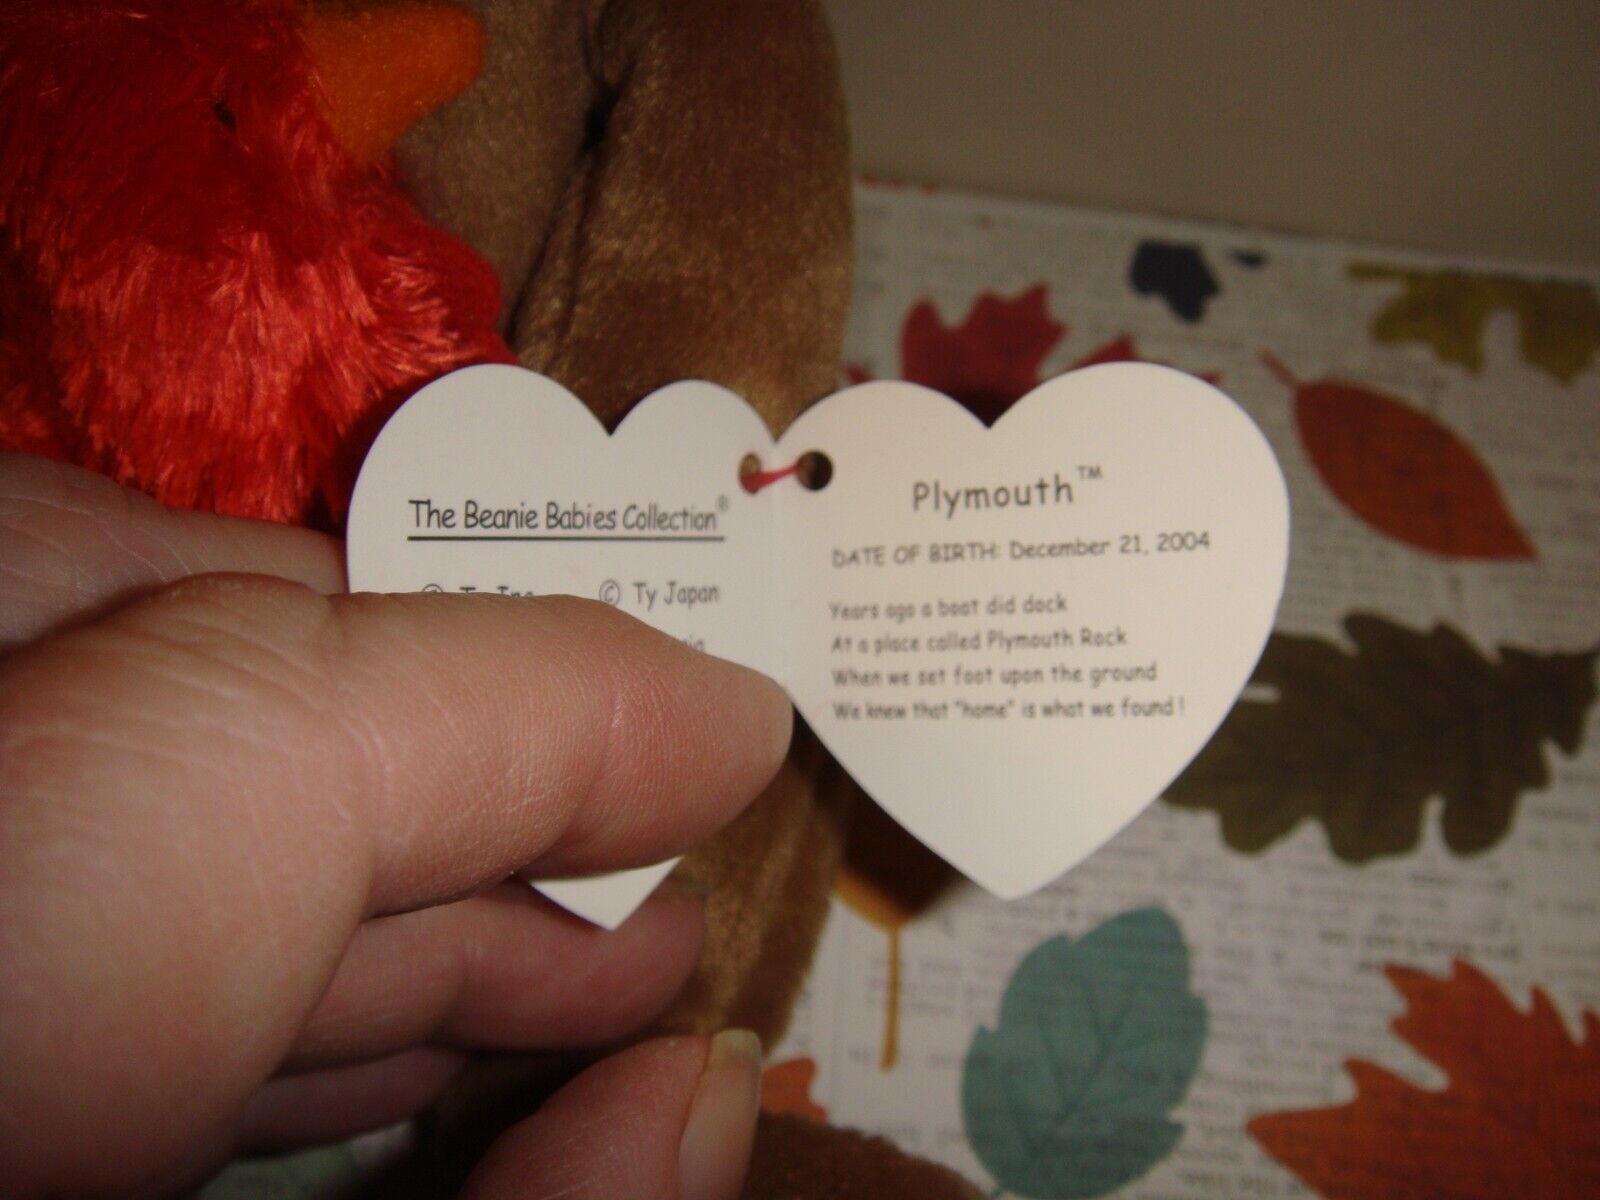 The Beanie Babies Collection®
© Ty Inc. © Ty Japan
Plymouth™
DATE OF BIRTH: December 21, 2004
Years ago a boat did dock
At a place called Plymouth Rock
When we set foot upon the ground
We knew that "home" is what we found!